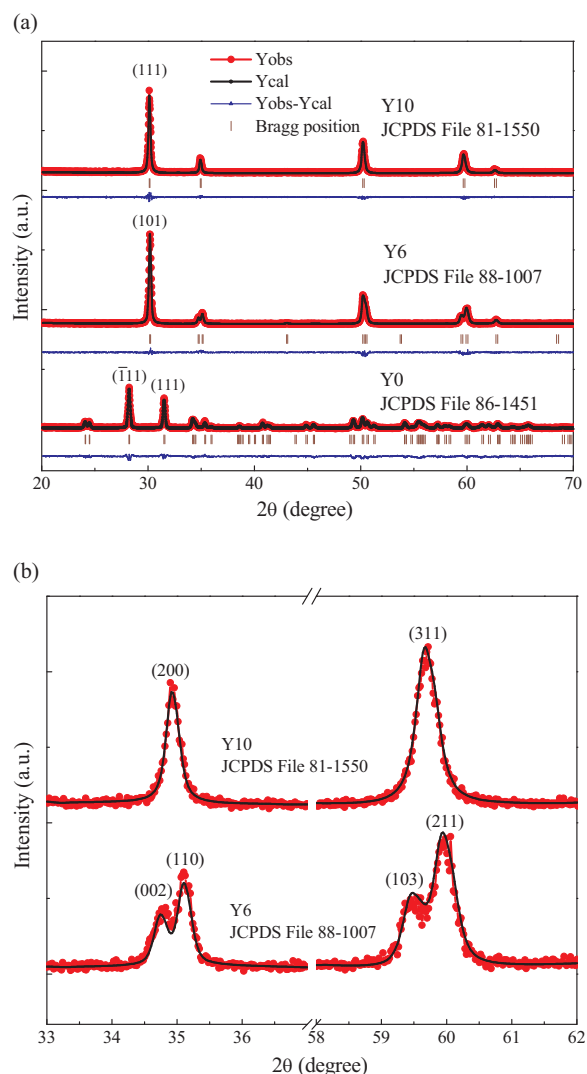 (a)
Yobs
Ycal
Yobs-Ycal
Bragg position
(111)
Y10
JCPDS File 81-1550
(101)
Y6
JCPDS File 88-1007
(1̅11)
(111)
Y0
JCPDS File 86-1451
Intensity (a.u.)
20 30 40 50 60 70
2θ (degree)
(b)
(311)
(200)
Y10
JCPDS File 81-1550
(211)
(110)
(103)
(002)
Y6
JCPDS File 88-1007
Intensity (a.u.)
33 34 35 36 58 59 60 61 62
2θ (degree)